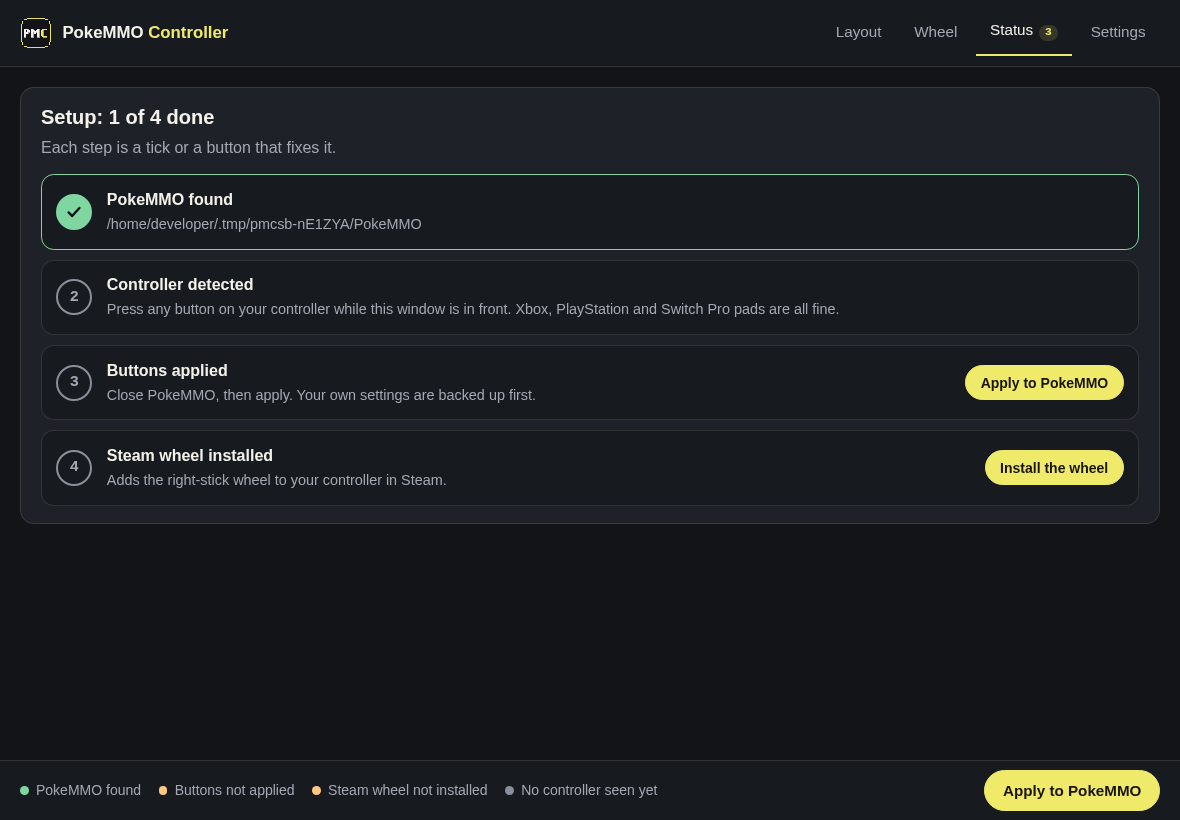 PMC PokeMMO Controller
Layout
Wheel
Status 3
Settings
Setup: 1 of 4 done
Each step is a tick or a button that fixes it.
PokeMMO found
/home/developer/.tmp/pmcsb-nE1ZYA/PokeMMO
2
Controller detected
Press any button on your controller while this window is in front. Xbox, PlayStation and Switch Pro pads are all fine.
3
Buttons applied
Close PokeMMO, then apply. Your own settings are backed up first.
Apply to PokeMMO
4
Steam wheel installed
Adds the right-stick wheel to your controller in Steam.
Install the wheel
PokeMMO found
Buttons not applied
Steam wheel not installed
No controller seen yet
Apply to PokeMMO